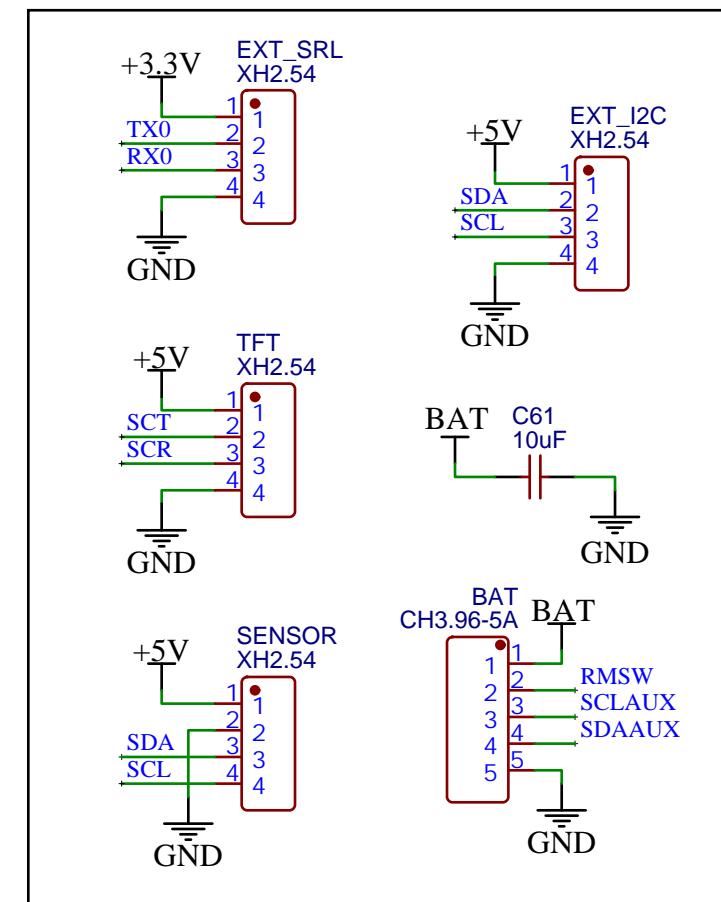 EXT_SRL
XH2.54
+3.3V
1 1
TX0 2 2
RX0 3 3
4 4
GND
EXT_I2C
XH2.54
+5V
1 1
SDA 2 2
SCL 3 3
4 4
GND
TFT
XH2.54
+5V
1 1
SCT 2 2
SCR 3 3
4 4
GND
BAT
C61
10uF
GND
SENSOR
XH2.54
+5V
1 1
2 2
SDA 3 3
SCL 4 4
GND
BAT
CH3.96-5A
BAT
1 1
2 2 RMSW
3 3 SCLAUX
4 4 SDAAUX
5 5
GND